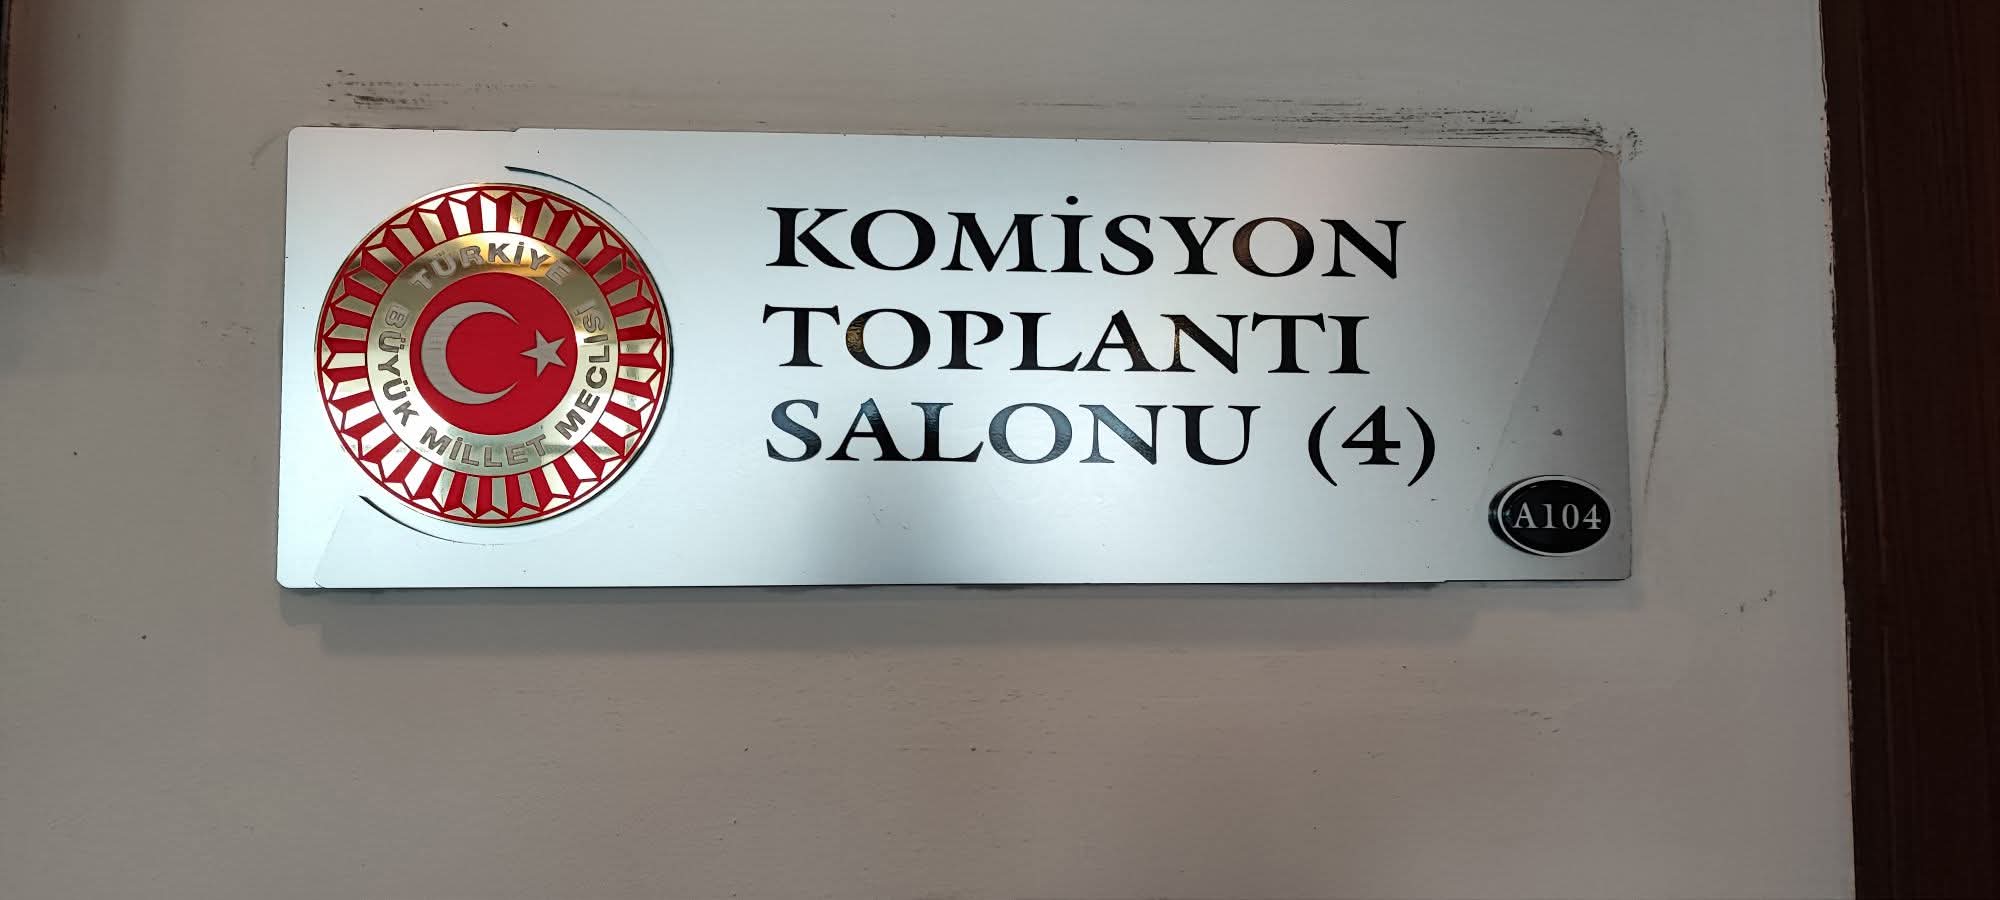 TÜRKİYE
BÜYÜK MİLLET MECLİSİ
KOMİSYON
TOPLANTI
SALONU (4)
A104